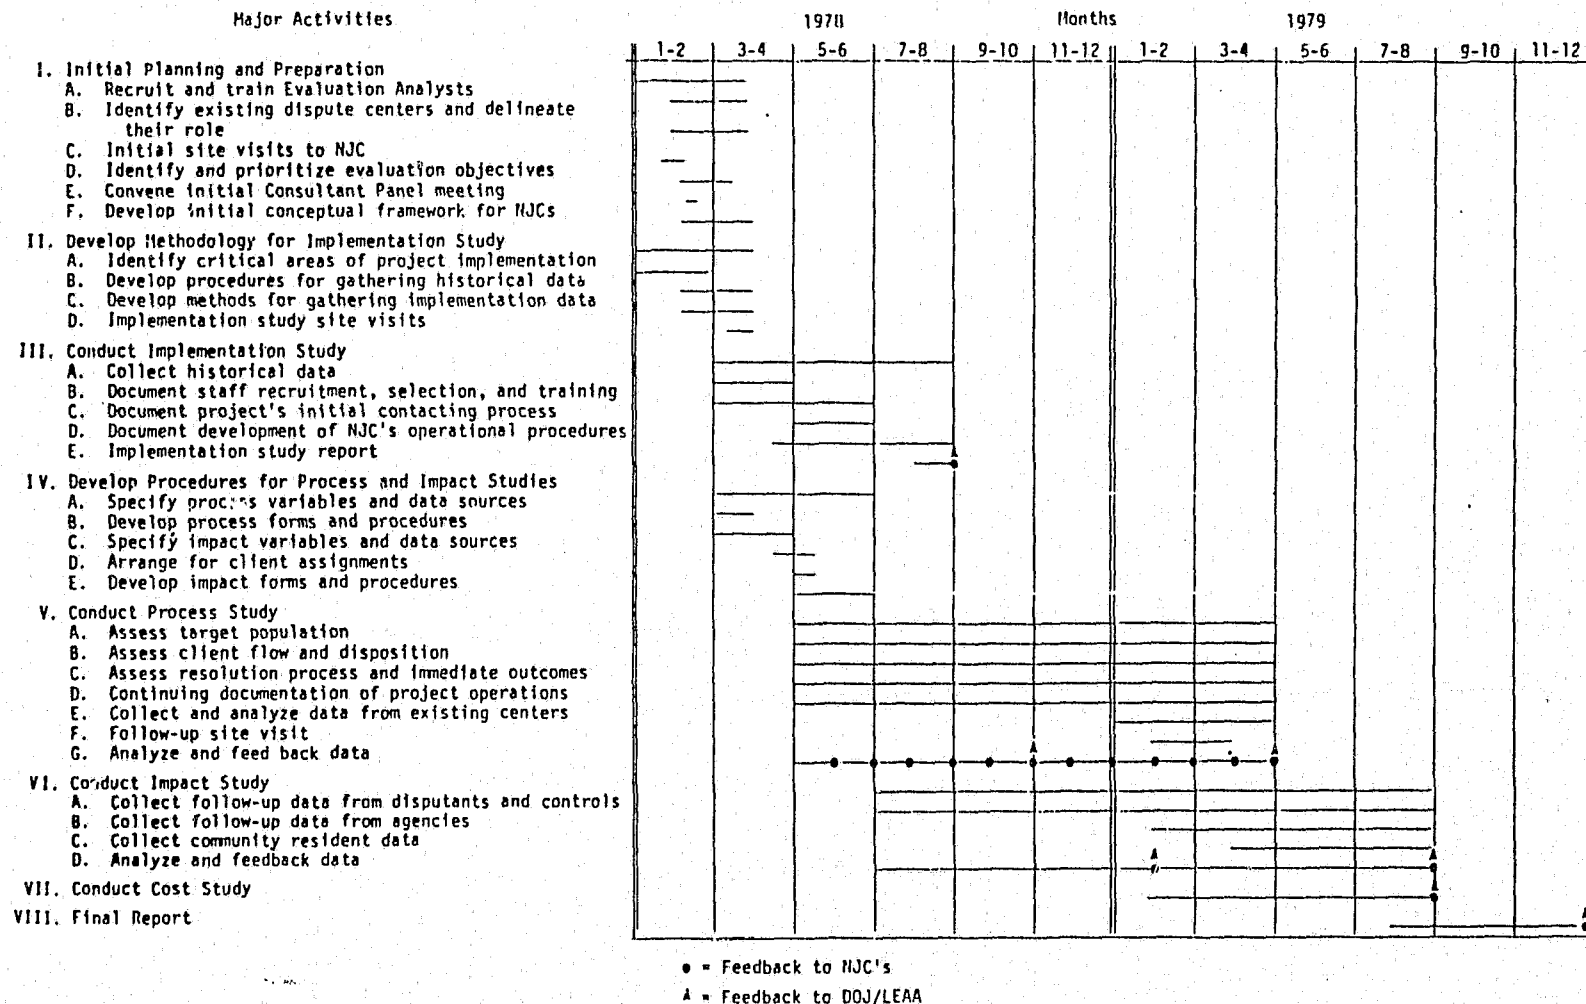 Major Activities 1978 Months 1979
1-2 3-4 5-6 7-8 9-10 11-12 1-2 3-4 5-6 7-8 9-10 11-12
I. Initial Planning and Preparation
A. Recruit and train Evaluation Analysts
B. Identify existing dispute centers and delineate
their role
C. Initial site visits to NJC
D. Identify and prioritize evaluation objectives
E. Convene initial Consultant Panel meeting
F. Develop initial conceptual framework for NJCs
II. Develop Methodology for Implementation Study
A. Identify critical areas of project implementation
B. Develop procedures for gathering historical data
C. Develop methods for gathering implementation data
D. Implementation study site visits
III. Conduct Implementation Study
A. Collect historical data
B. Document staff recruitment, selection, and training
C. Document project's initial contacting process
D. Document development of NJC's operational procedures
E. Implementation study report
IV. Develop Procedures for Process and Impact Studies
A. Specify process variables and data sources
B. Develop process forms and procedures
C. Specify impact variables and data sources
D. Arrange for client assignments
E. Develop impact forms and procedures
V. Conduct Process Study
A. Assess target population
B. Assess client flow and disposition
C. Assess resolution process and immediate outcomes
D. Continuing documentation of project operations
E. Collect and analyze data from existing centers
F. Follow-up site visit
G. Analyze and feed back data
VI. Conduct Impact Study
A. Collect follow-up data from disputants and controls
B. Collect follow-up data from agencies
C. Collect community resident data
D. Analyze and feedback data
VII. Conduct Cost Study
VIII. Final Report
● = Feedback to NJC's
▲ = Feedback to DOJ/LEAA